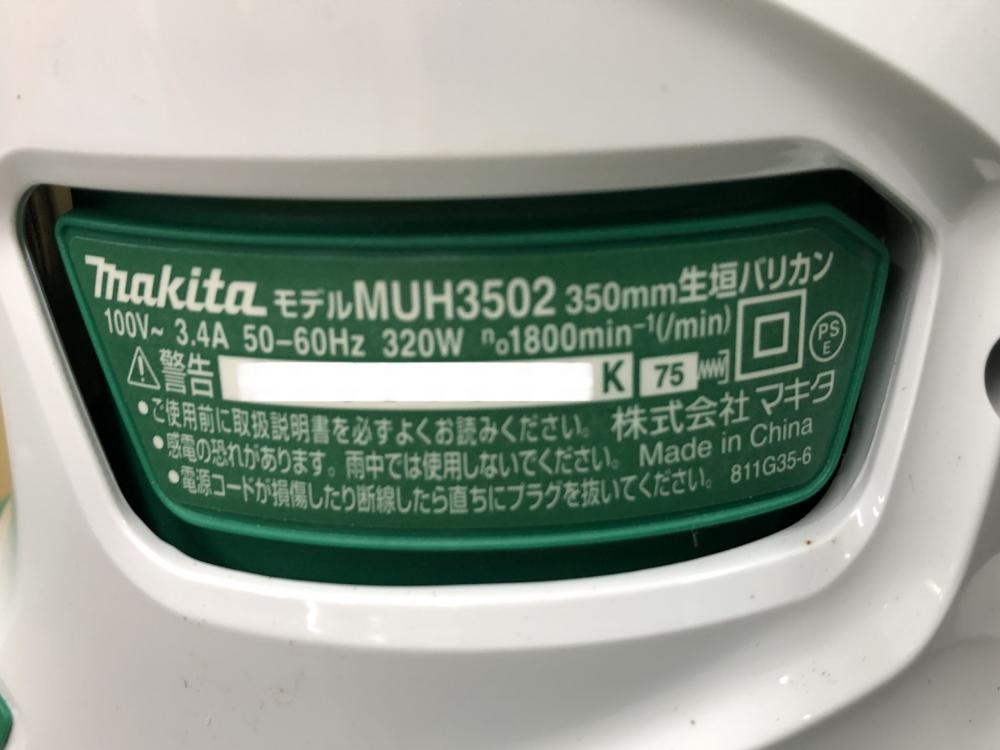 makita モデルMUH3502 350mm生垣バリカン
100V~ 3.4A 50-60Hz 320W n₀1800min⁻¹(/min)
PS
E
警告 K 75
・ご使用前に取扱説明書を必ずよくお読みください。 株式会社 マキタ
・感電の恐れがあります。雨中では使用しないでください。 Made in China
・電源コードが損傷したり断線したら直ちにプラグを抜いてください。 811G35-6